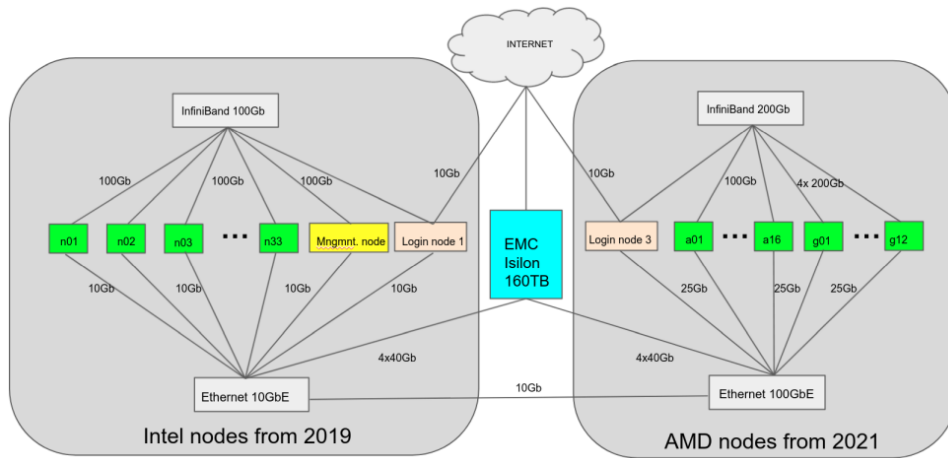 INTERNET
InfiniBand 100Gb
InfiniBand 200Gb
100Gb
100Gb
100Gb
10Gb
10Gb
100Gb
4x 200Gb
n01
n02
n03
...
n33
Mngmnt. node
Login node 1
EMC
Isilon
160TB
Login node 3
a01
...
a16
g01
...
g12
10Gb
10Gb
10Gb
10Gb
25Gb
25Gb
25Gb
4x40Gb
4x40Gb
Ethernet 10GbE
10Gb
Ethernet 100GbE
Intel nodes from 2019
AMD nodes from 2021